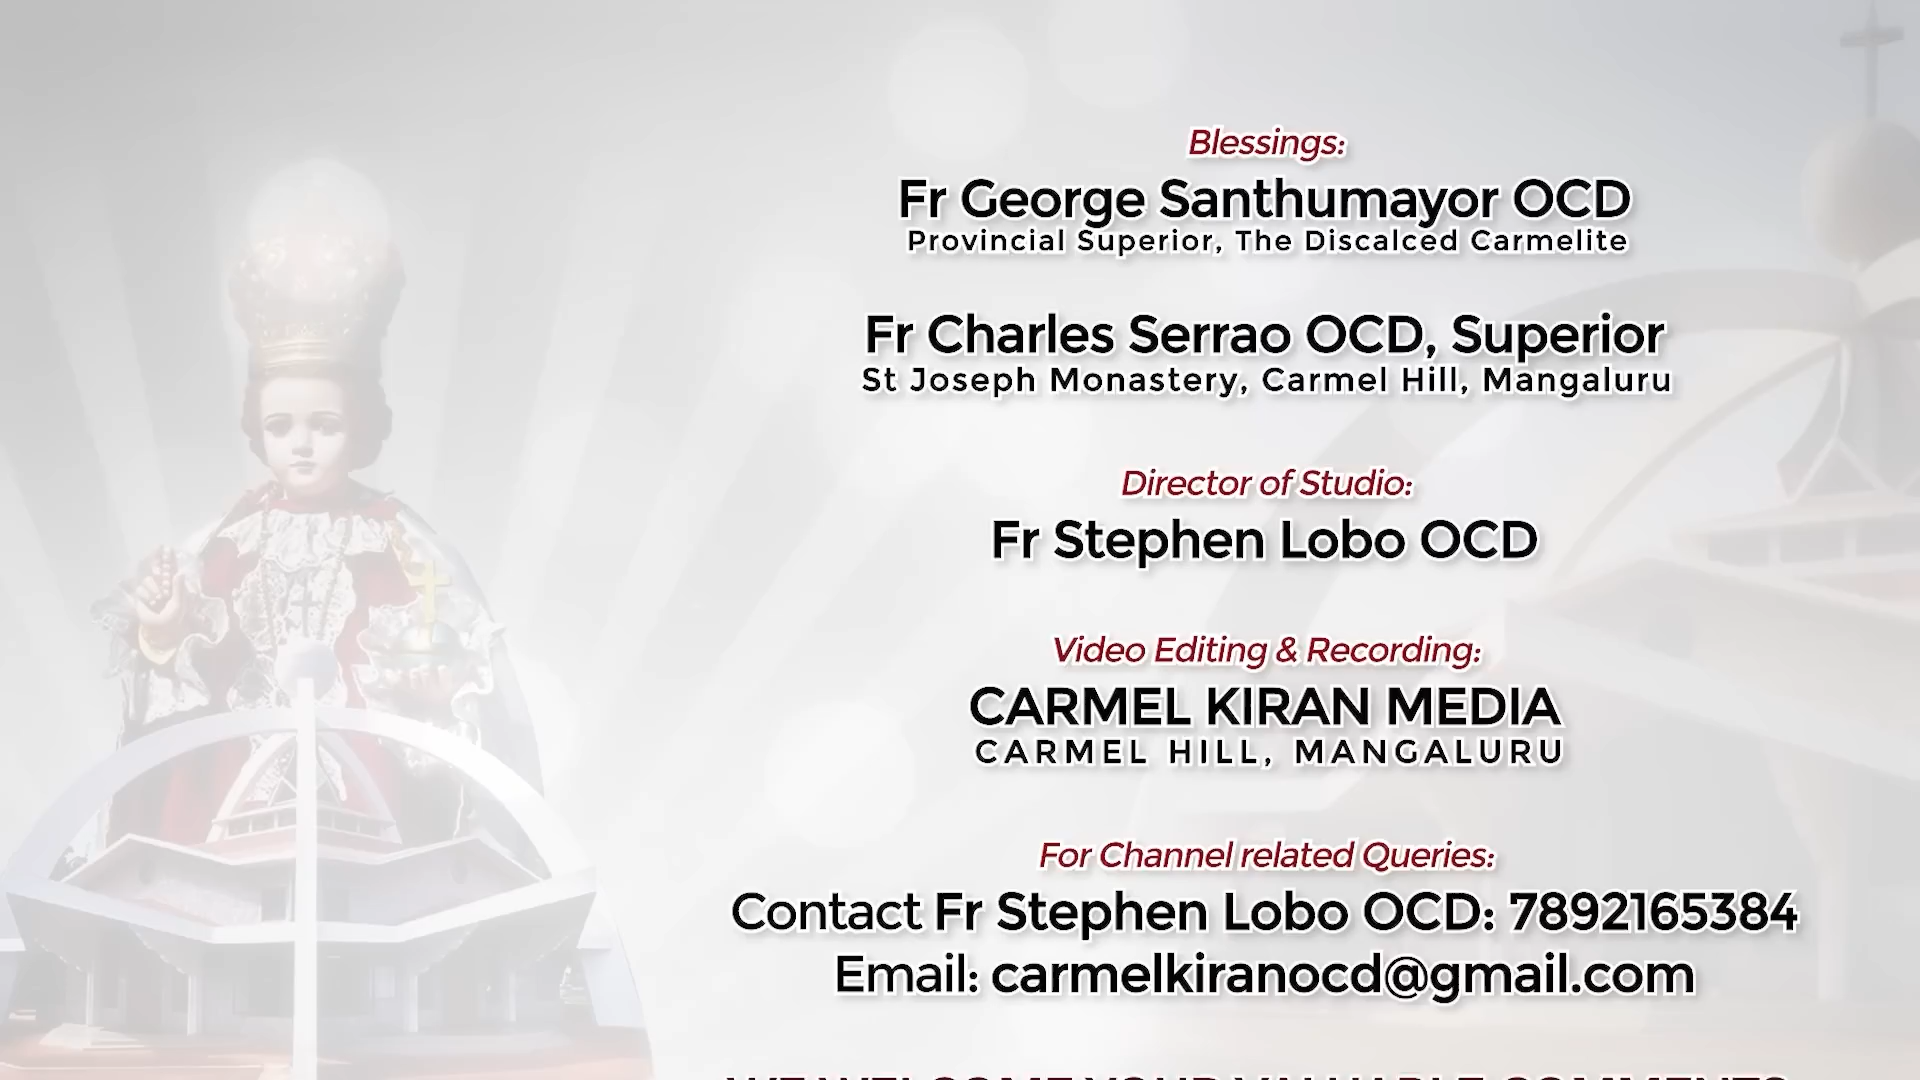 Blessings:
Fr George Santhumayor OCD
Provincial Superior, The Discalced Carmelite
Fr Charles Serrao OCD, Superior
St Joseph Monastery, Carmel Hill, Mangaluru
Director of Studio:
Fr Stephen Lobo OCD
Video Editing & Recording:
CARMEL KIRAN MEDIA
CARMEL HILL, MANGALURU
For Channel related Queries:
Contact Fr Stephen Lobo OCD: 7892165384
Email: carmelkiranocd@gmail.com